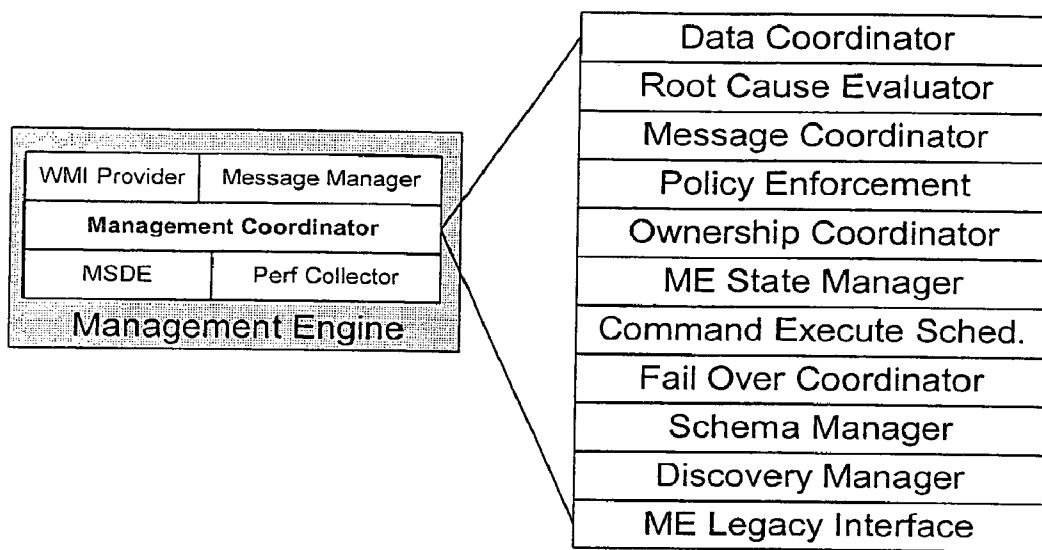 WMI Provider
Message Manager
Management Coordinator
MSDE
Perf Collector
Management Engine
Data Coordinator
Root Cause Evaluator
Message Coordinator
Policy Enforcement
Ownership Coordinator
ME State Manager
Command Execute Sched.
Fail Over Coordinator
Schema Manager
Discovery Manager
ME Legacy Interface